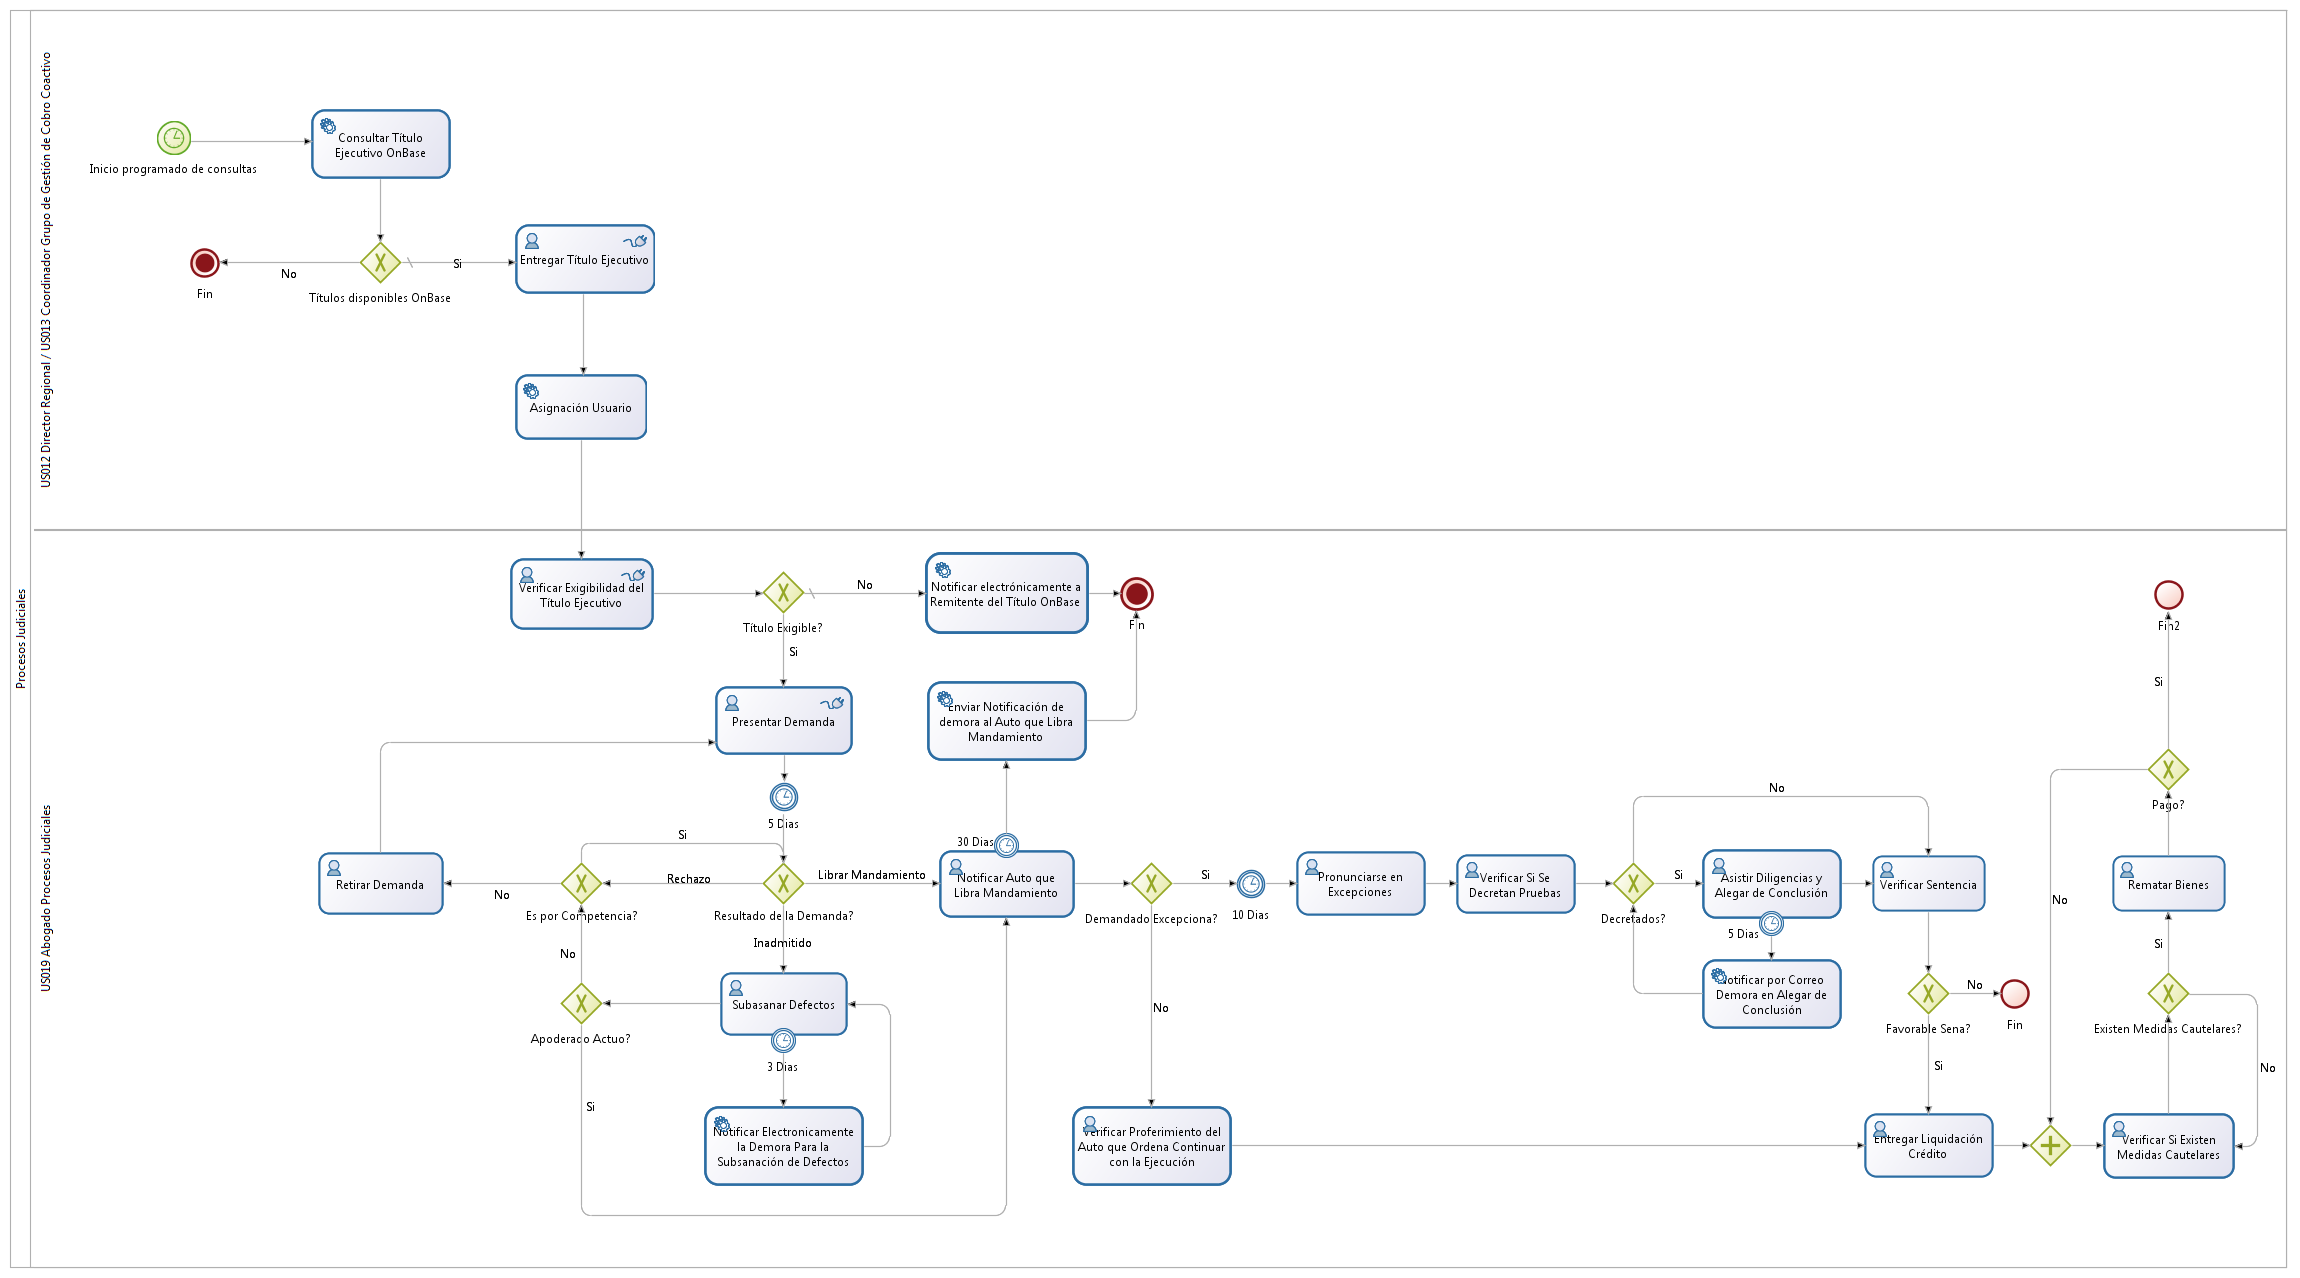 Procesos Judiciales
US012 Director Regional / US013 Coordinador Grupo de Gestión de Cobro Coactivo
Inicio programado de consultas
Consultar Título
Ejecutivo OnBase
Fin
No
Títulos disponibles OnBase
Si
Entregar Título Ejecutivo
Asignación Usuario
US019 Abogado Procesos Judiciales
Verificar Exigibilidad del
Título Ejecutivo
Título Exigible?
No
Si
Notificar electrónicamente a
Remitente del Título OnBase
Fin
Presentar Demanda
Enviar Notificación de
demora al Auto que Libra
Mandamiento
5 Dias
30 Dias
Si
Retirar Demanda
No
Es por Competencia?
Rechazo
Resultado de la Demanda?
Librar Mandamiento
Notificar Auto que
Libra Mandamiento
Inadmitido
No
Apoderado Actuo?
Si
Subasanar Defectos
3 Dias
Notificar Electronicamente
la Demora Para la
Subsanación de Defectos
Demandado Excepciona?
Si
10 Dias
No
Pronunciarse en
Excepciones
Verificar Si Se
Decretan Pruebas
Decretados?
No
Si
Asistir Diligencias y
Alegar de Conclusión
5 Dias
Notificar por Correo
Demora en Alegar de
Conclusión
Verificar Sentencia
Favorable Sena?
No
Fin
Si
Verificar Proferimiento del
Auto que Ordena Continuar
con la Ejecución
Entregar Liquidación
Crédito
Verificar Si Existen
Medidas Cautelares
Existen Medidas Cautelares?
No
Si
Rematar Bienes
Pago?
No
Si
Fin2